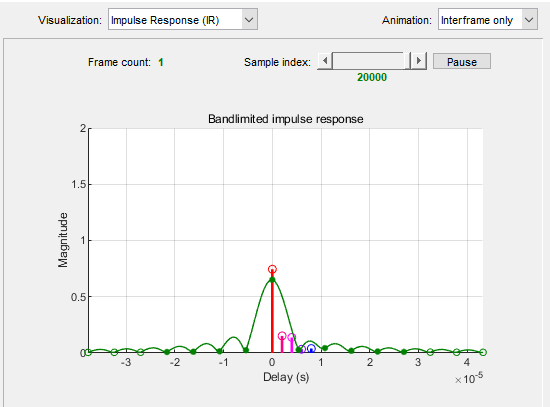 Visualization: Impulse Response (IR) Animation: Interframe only
Frame count: 1 Sample index: Pause
20000
Bandlimited impulse response
2
1.5
1
0.5
0
Magnitude
-3 -2 -1 0 1 2 3 4
Delay (s)
×10⁻⁵